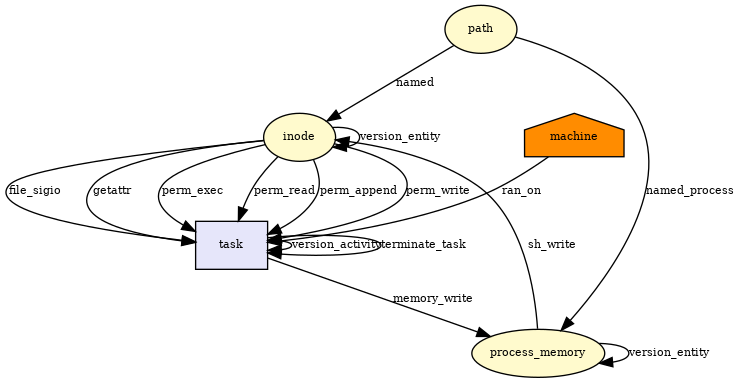 path
named
inode
version_entity
machine
file_sigio
getattr
perm_exec
perm_read
perm_append
perm_write
ran_on
named_process
task
version_activity
terminate_task
sh_write
memory_write
process_memory
version_entity